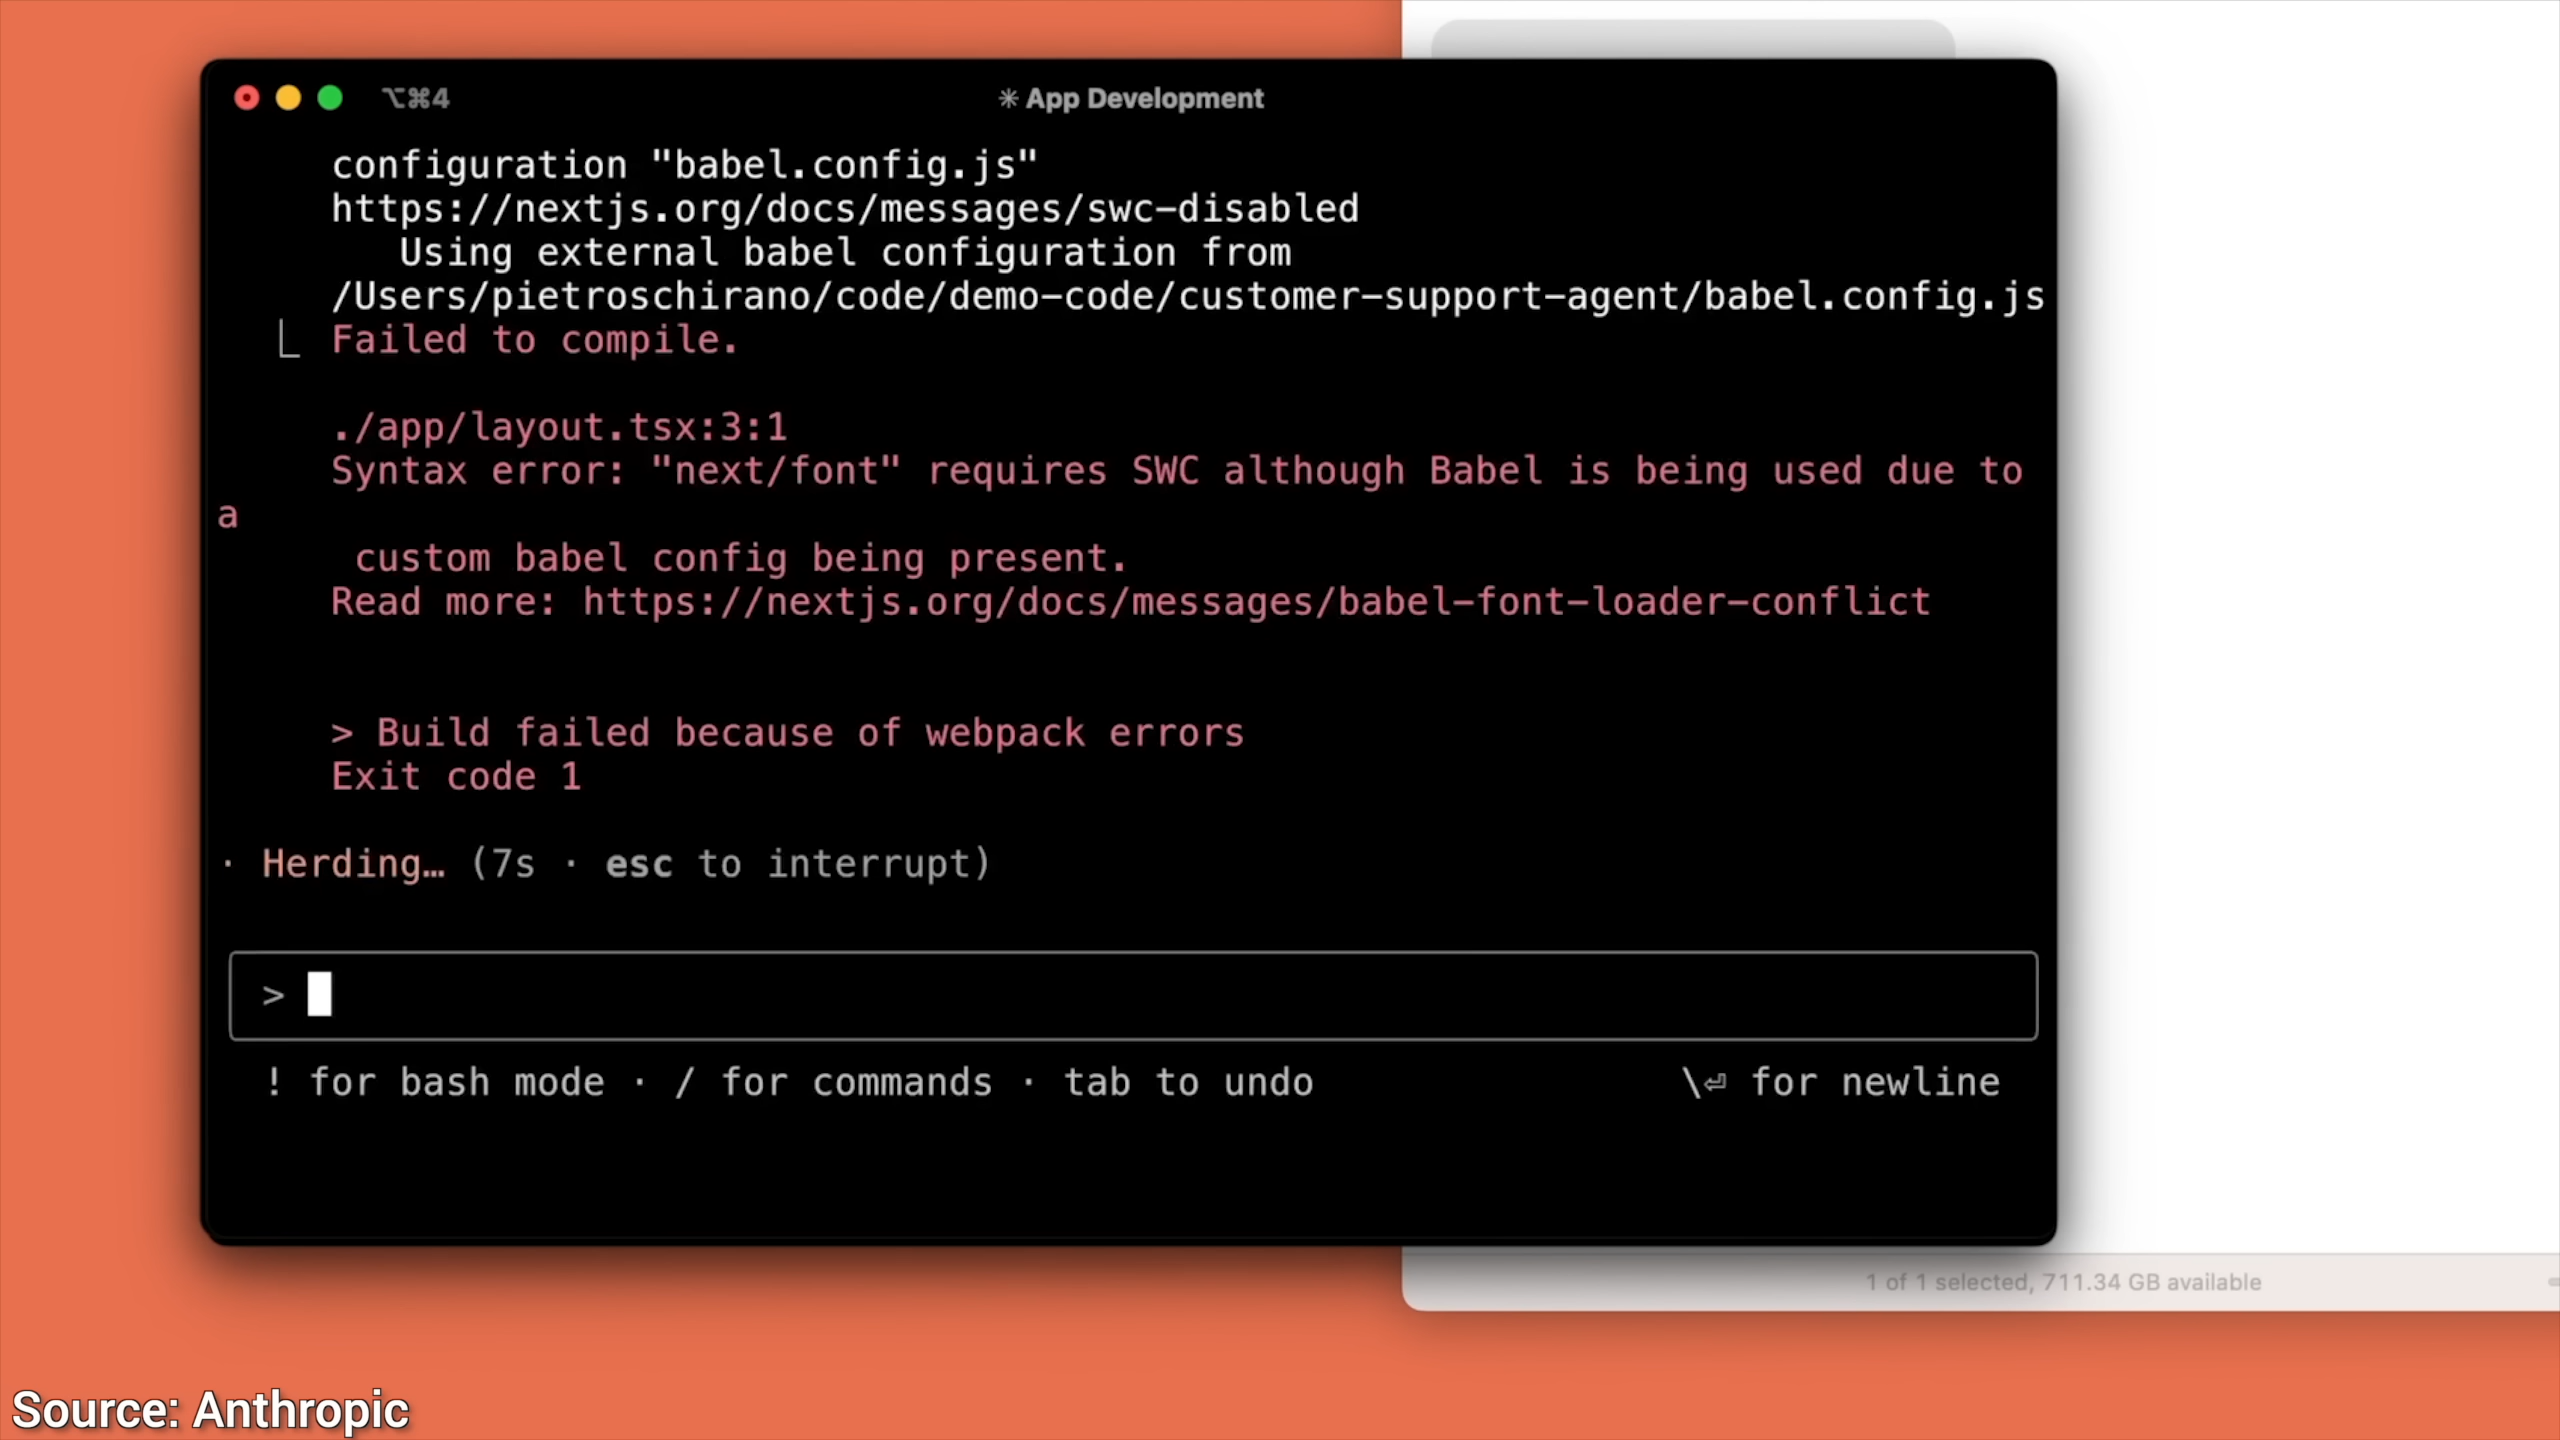 ⌥⌘4
✳ App Development
configuration "babel.config.js"
https://nextjs.org/docs/messages/swc-disabled
Using external babel configuration from
/Users/pietroschirano/code/demo-code/customer-support-agent/babel.config.js
⎿ Failed to compile.
./app/layout.tsx:3:1
Syntax error: "next/font" requires SWC although Babel is being used due to
a
custom babel config being present.
Read more: https://nextjs.org/docs/messages/babel-font-loader-conflict
> Build failed because of webpack errors
Exit code 1
· Herding… (7s · esc to interrupt)
>
! for bash mode · / for commands · tab to undo
\⏎ for newline
1 of 1 selected, 711.34 GB available
Source: Anthropic